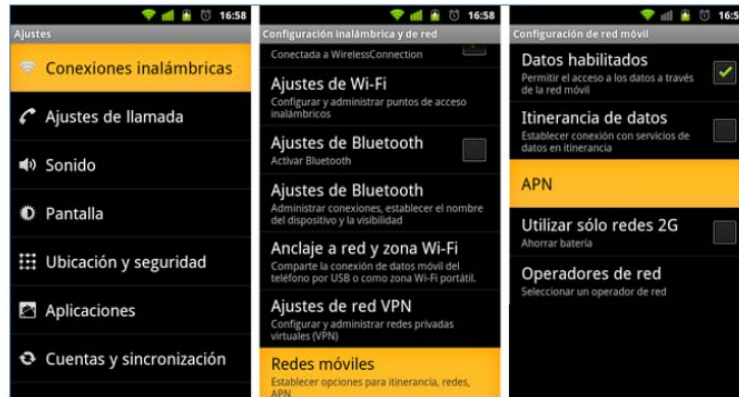 16:58
Ajustes
Conexiones inalámbricas
Ajustes de llamada
Sonido
Pantalla
Ubicación y seguridad
Aplicaciones
Cuentas y sincronización
16:58
Configuración inalámbrica y de red
Conectada a WirelessConnection
Ajustes de Wi-Fi
Configurar y administrar puntos de acceso
inalámbricos
Ajustes de Bluetooth
Activar Bluetooth
Ajustes de Bluetooth
Administrar conexiones, establecer el nombre
del dispositivo y la visibilidad
Anclaje a red y zona Wi-Fi
Comparte la conexión de datos móvil del
teléfono por USB o como zona Wi-Fi portátil.
Ajustes de red VPN
Configurar y administrar redes privadas
virtuales (VPN)
Redes móviles
Establecer opciones para itinerancia, redes,
APN
Configuración de red móvil
Datos habilitados
Permitir el acceso a los datos a través
de la red móvil
Itinerancia de datos
Establecer conexión con servicios de
datos en itinerancia
APN
Utilizar sólo redes 2G
Ahorrar batería
Operadores de red
Seleccionar un operador de red